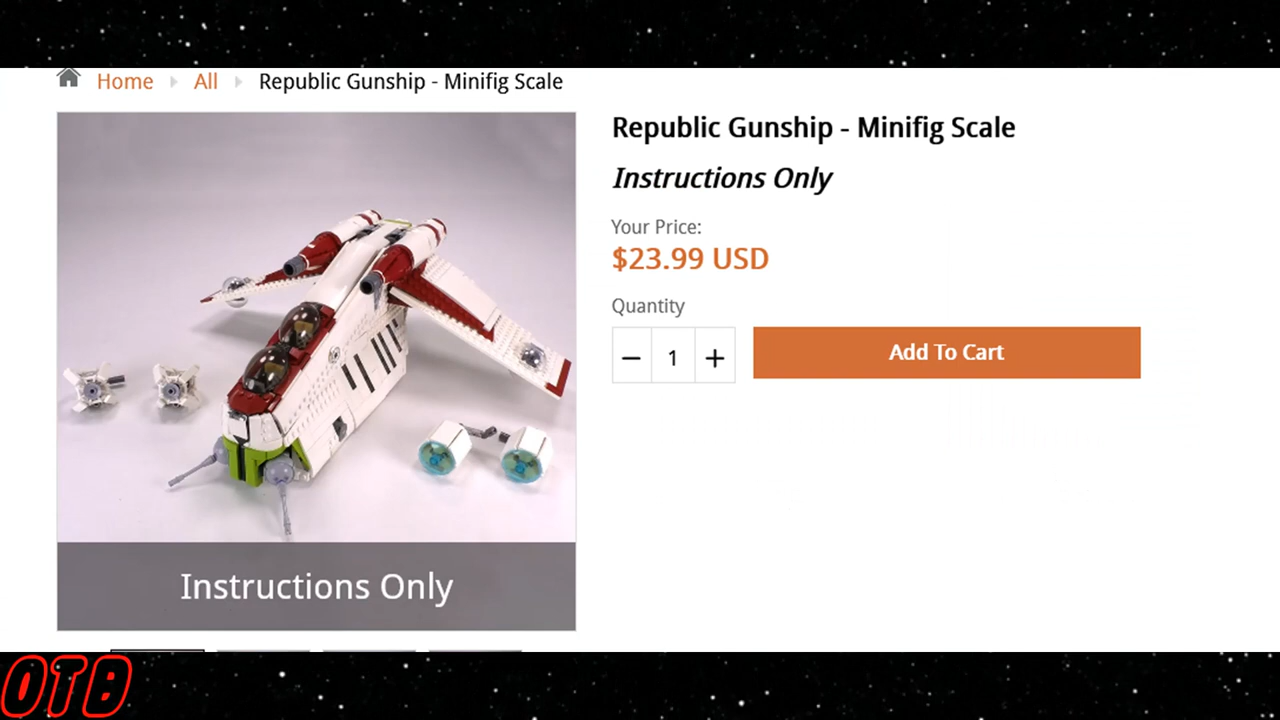 Home All Republic Gunship - Minifig Scale
Republic Gunship - Minifig Scale
Instructions Only
Your Price:
$23.99 USD
Quantity
− 1 + Add To Cart
Instructions Only
OTB